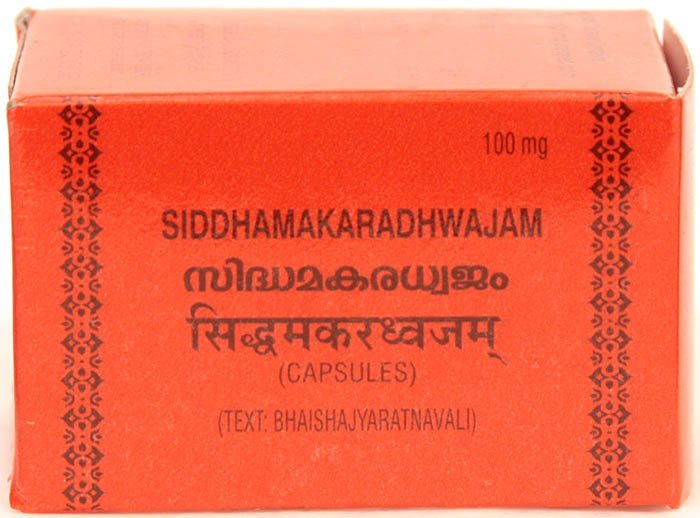 100 mg
SIDDHAMAKARADHWAJAM
സിദ്ധമകരധ്വജം
सिद्धमकरध्वजम्
(CAPSULES)
(TEXT: BHAISHAJYARATNAVALI)